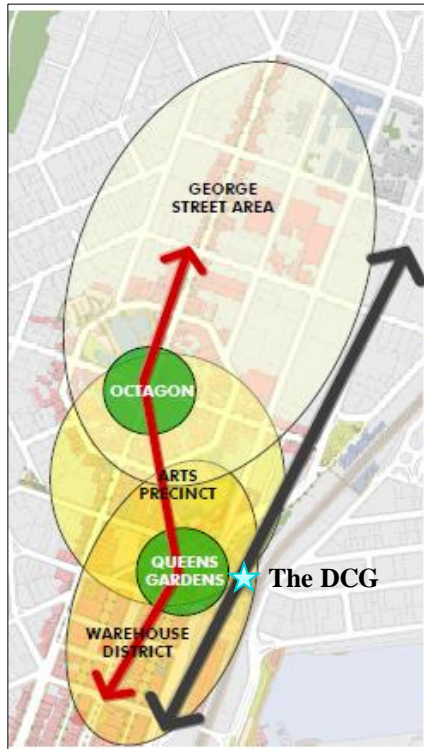 GEORGE
STREET AREA
OCTAGON
ARTS
PRECINCT
QUEENS
GARDENS
The DCG
WAREHOUSE
DISTRICT